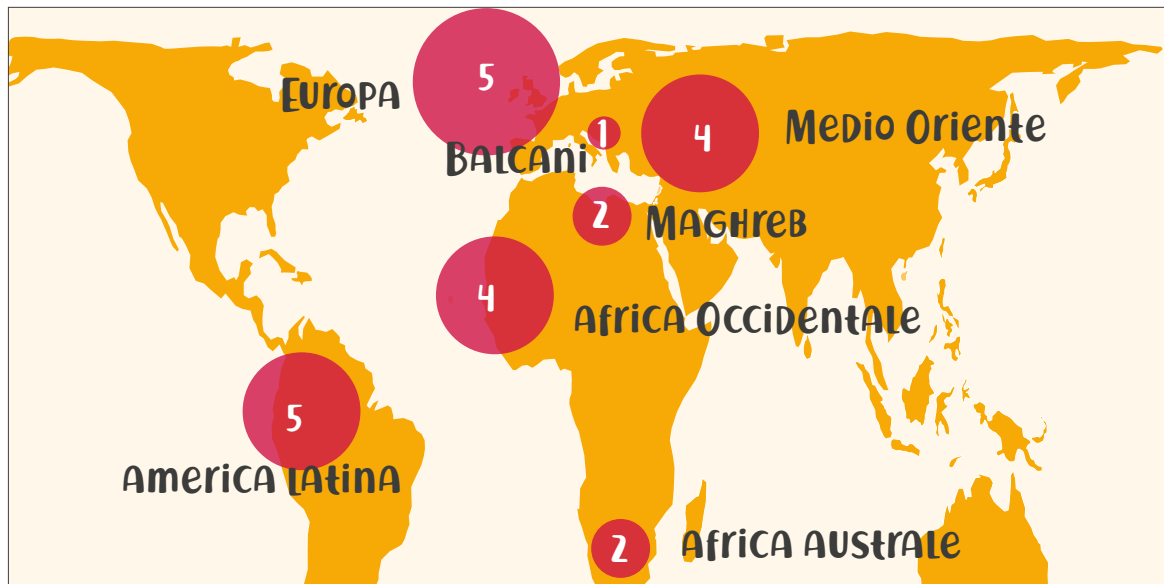 5
Europa
1
Balcani
4
Medio Oriente
2
Maghreb
4
Africa Occidentale
5
America Latina
2
Africa Australe